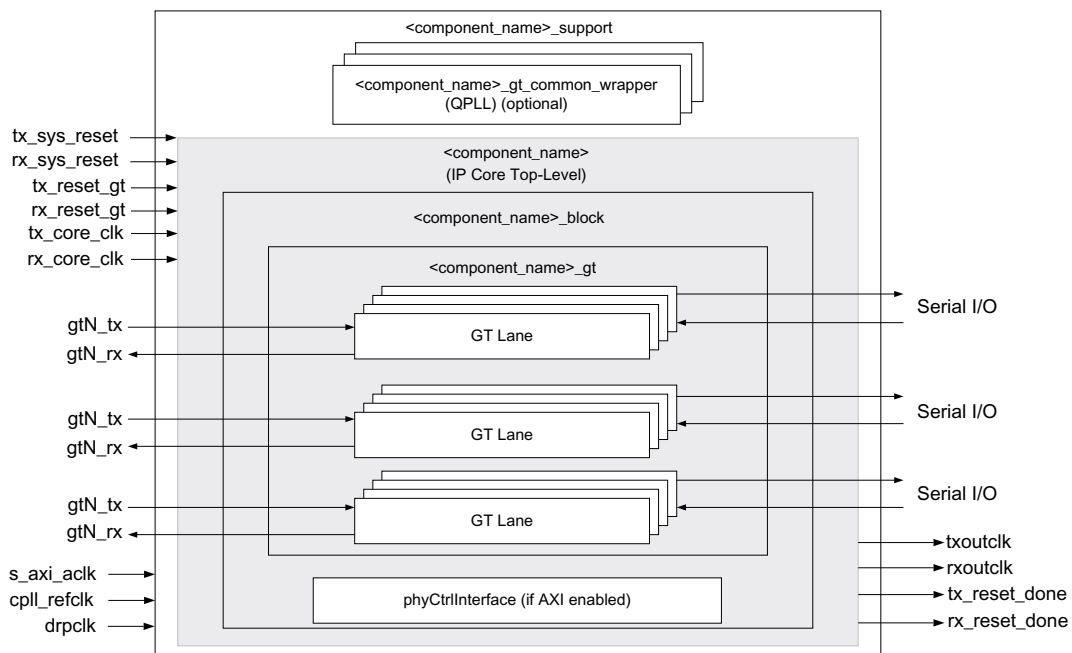 <component_name>_support
<component_name>_gt_common_wrapper
(QPLL) (optional)
tx_sys_reset
rx_sys_reset
tx_reset_gt
rx_reset_gt
tx_core_clk
rx_core_clk
<component_name>
(IP Core Top-Level)
<component_name>_block
<component_name>_gt
gtN_tx
gtN_rx
GT Lane
Serial I/O
gtN_tx
gtN_rx
GT Lane
Serial I/O
gtN_tx
gtN_rx
GT Lane
Serial I/O
s_axi_aclk
cpll_refclk
drpclk
phyCtrlInterface (if AXI enabled)
txoutclk
rxoutclk
tx_reset_done
rx_reset_done